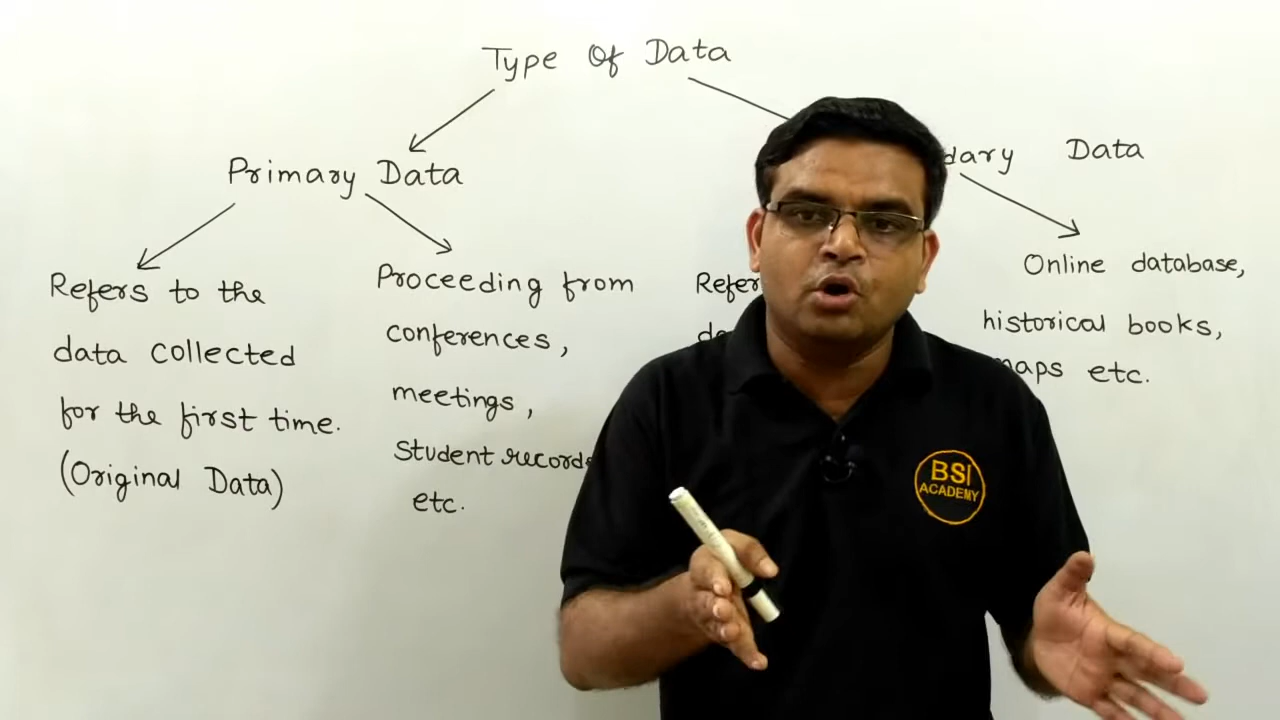 Type Of Data
Primary Data
dary Data
Refers to the
data collected
for the first time.
(Original Data)
Proceeding from
conferences,
meetings,
Student records
etc.
Refer
Online database,
historical books,
maps etc.
BSI
ACADEMY